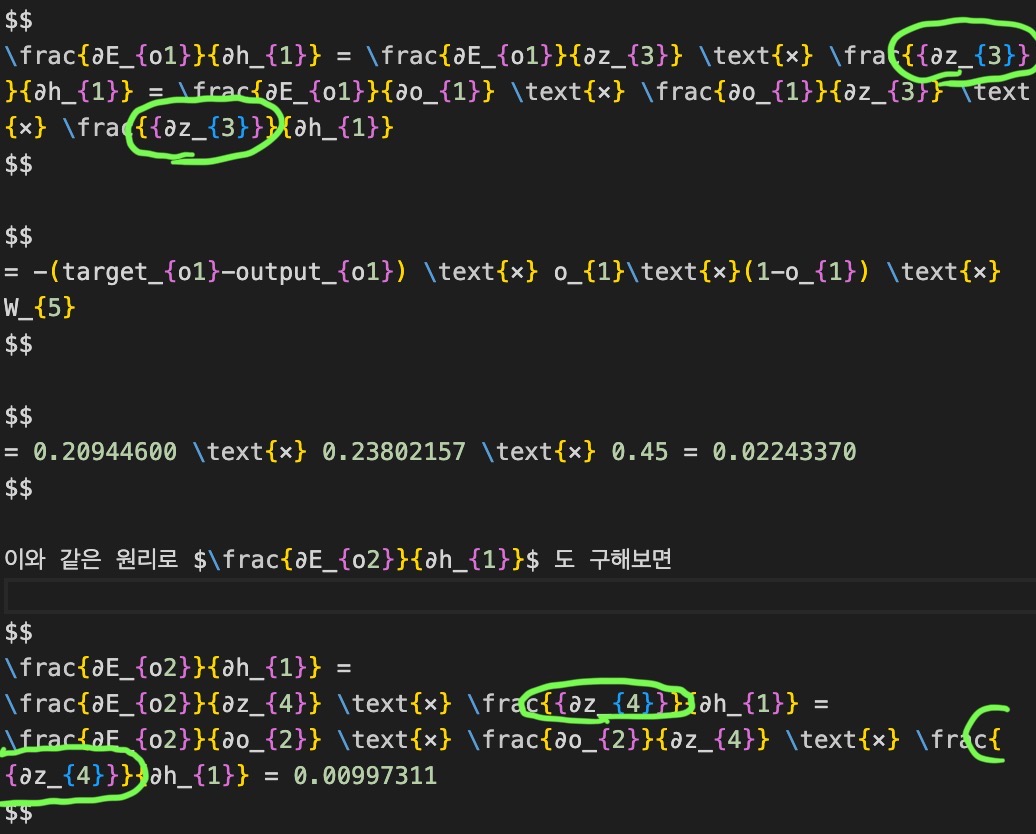 $$
\frac{∂E_{o1}}{∂h_{1}} = \frac{∂E_{o1}}{∂z_{3}} \text{×} \frac{{∂z_{3}}
}{∂h_{1}} = \frac{∂E_{o1}}{∂o_{1}} \text{×} \frac{∂o_{1}}{∂z_{3}} \text
{×} \frac{{∂z_{3}}}{∂h_{1}}
$$
$$
= -(target_{o1}-output_{o1}) \text{×} o_{1}\text{×}(1-o_{1}) \text{×}
W_{5}
$$
$$
= 0.20944600 \text{×} 0.23802157 \text{×} 0.45 = 0.02243370
$$
이와 같은 원리로 $\frac{∂E_{o2}}{∂h_{1}}$ 도 구해보면
$$
\frac{∂E_{o2}}{∂h_{1}} =
\frac{∂E_{o2}}{∂z_{4}} \text{×} \frac{{∂z_{4}}}{∂h_{1}} =
\frac{∂E_{o2}}{∂o_{2}} \text{×} \frac{∂o_{2}}{∂z_{4}} \text{×} \frac{
{∂z_{4}}}{∂h_{1}} = 0.00997311
$$